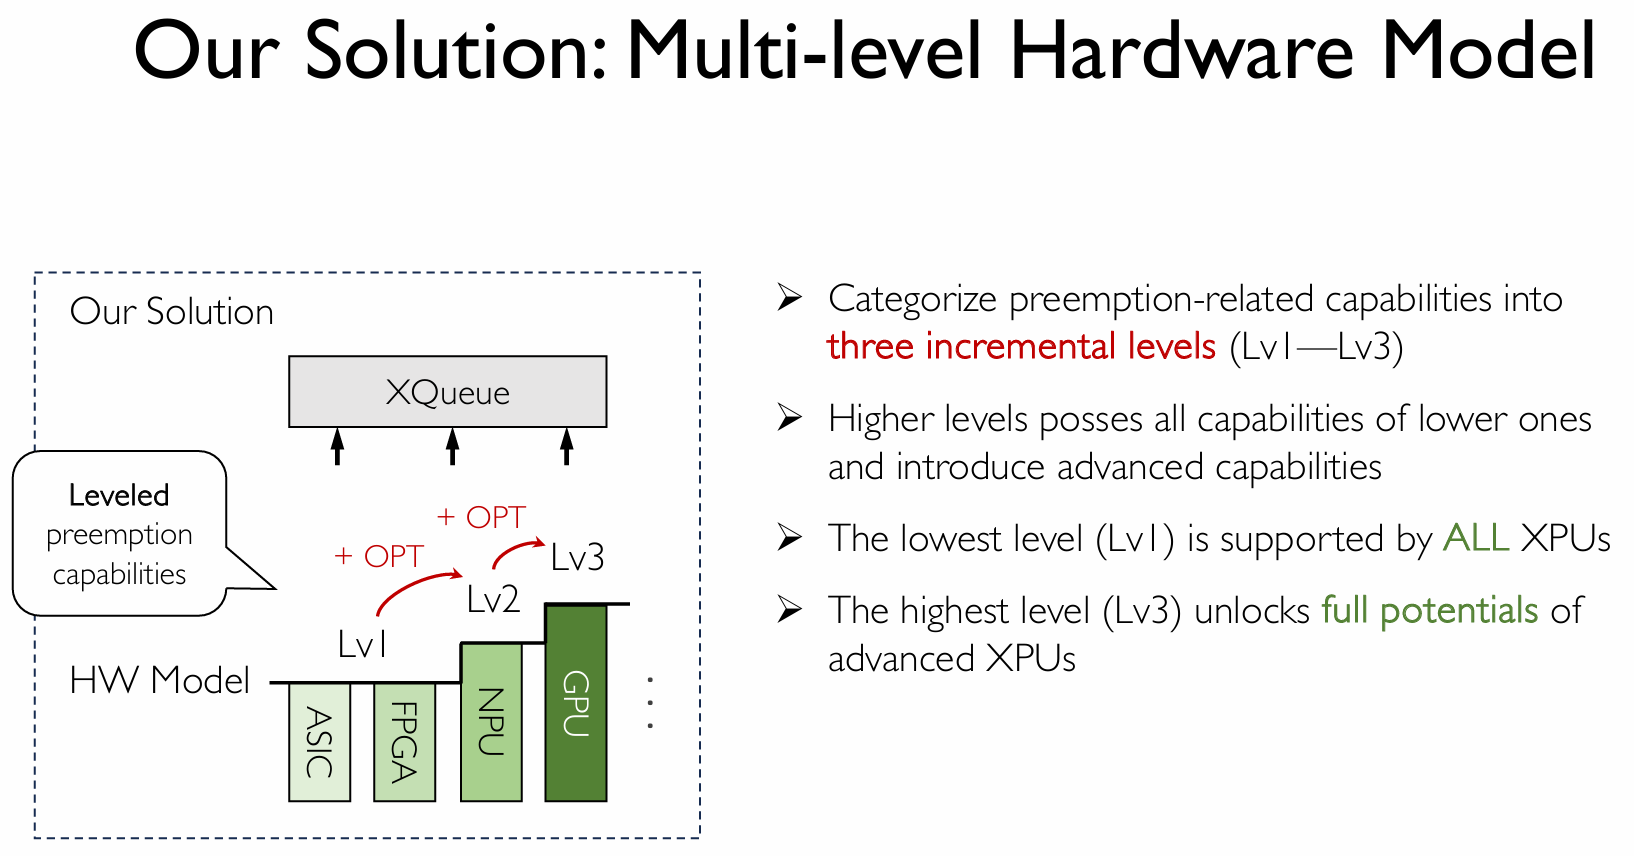 Our Solution: Multi-level Hardware Model
Our Solution
XQueue
Leveled
preemption
capabilities
+ OPT
+ OPT
Lv3
Lv2
Lv1
HW Model
ASIC
FPGA
NPU
GPU
➢ Categorize preemption-related capabilities into
three incremental levels (Lv1—Lv3)
➢ Higher levels posses all capabilities of lower ones
and introduce advanced capabilities
➢ The lowest level (Lv1) is supported by ALL XPUs
➢ The highest level (Lv3) unlocks full potentials of
advanced XPUs